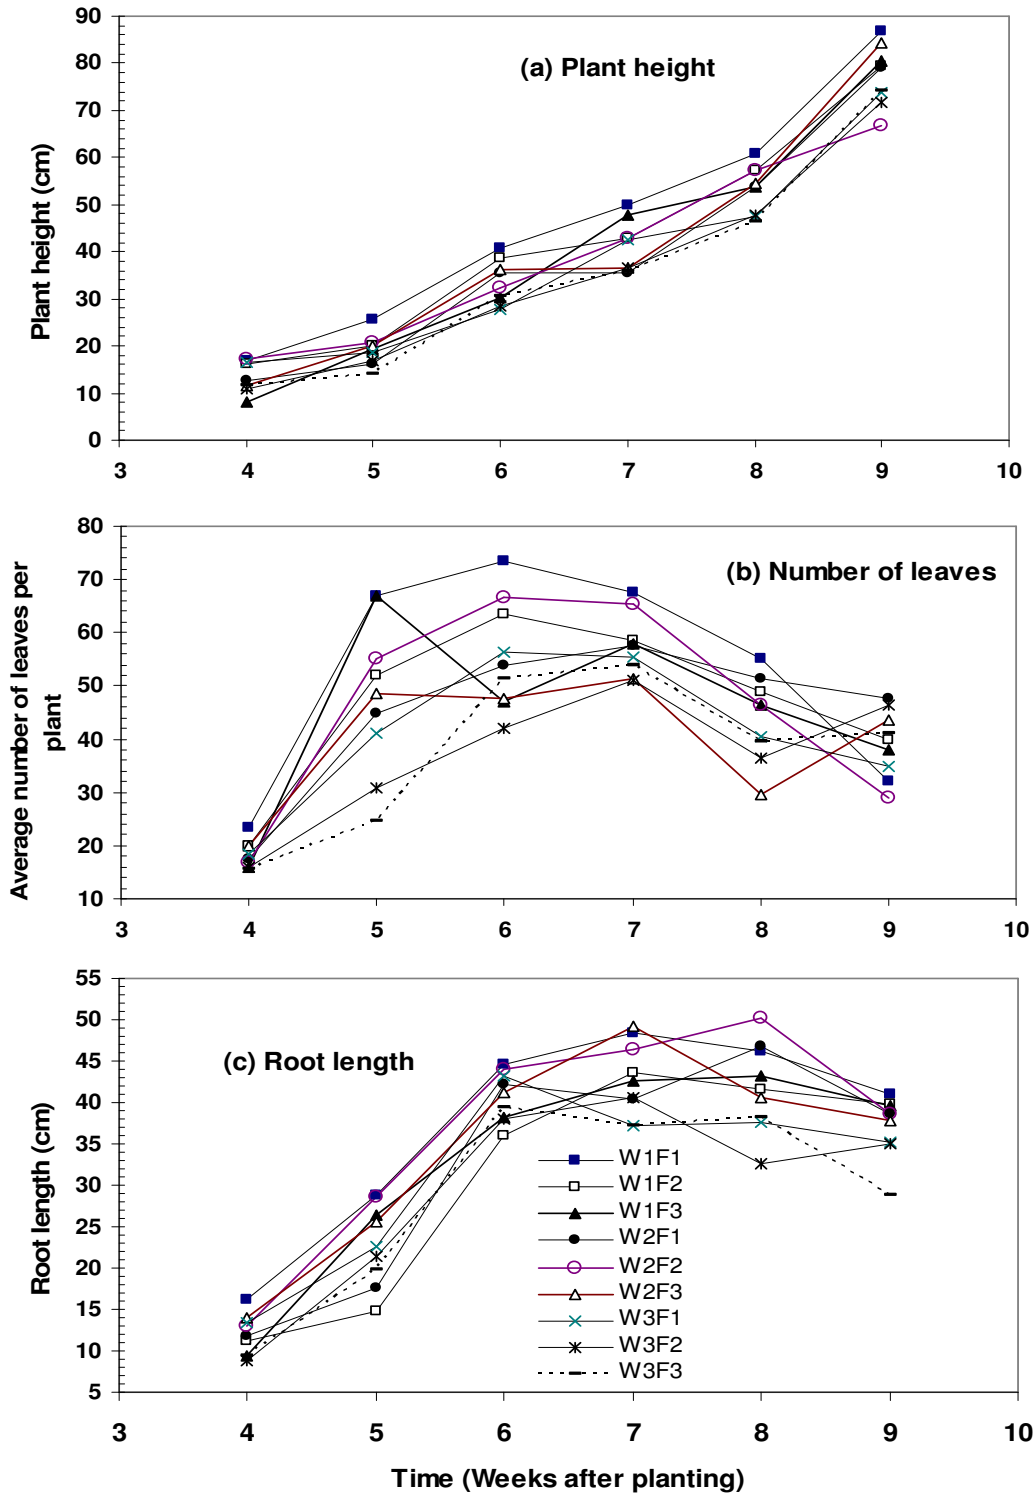 90
80
70
60
50
40
30
20
10
0
(a) Plant height
Plant height (cm)
3 4 5 6 7 8 9 10
80
70
60
50
40
30
20
10
(b) Number of leaves
Average number of leaves per
plant
3 4 5 6 7 8 9 10
55
50
45
40
35
30
25
20
15
10
5
(c) Root length
Root length (cm)
W1F1
W1F2
W1F3
W2F1
W2F2
W2F3
W3F1
W3F2
W3F3
3 4 5 6 7 8 9 10
Time (Weeks after planting)